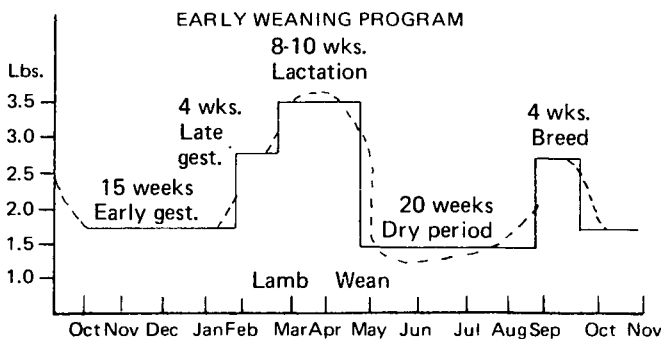 EARLY WEANING PROGRAM
8-10 wks.
Lactation
Lbs.
3.5
3.0
2.5
2.0
1.5
1.0
4 wks.
Late
gest.
15 weeks
Early gest.
4 wks.
Breed
20 weeks
Dry period
Lamb Wean
Oct Nov Dec Jan Feb Mar Apr May Jun Jul Aug Sep Oct Nov